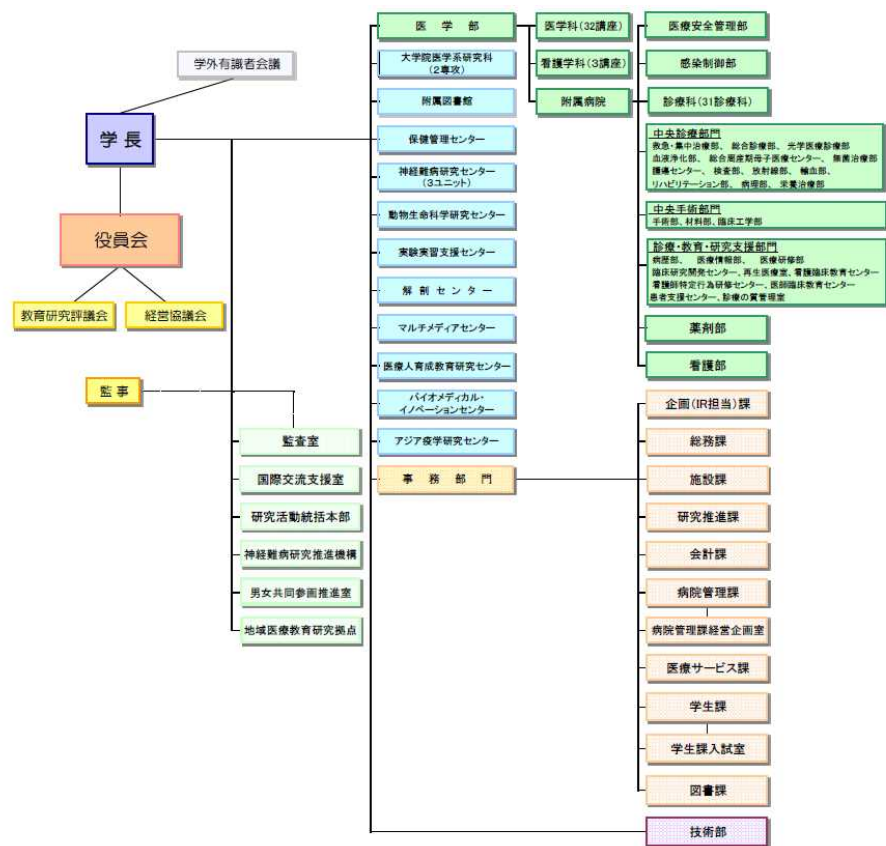 学外有識者会議
学長
役員会
教育研究評議会
経営協議会
監事
監査室
国際交流支援室
研究活動統括本部
神経難病研究推進機構
男女共同参画推進室
地域医療教育研究拠点
医学部
大学院医学系研究科
(2専攻)
附属図書館
保健管理センター
神経難病研究センター
(3ユニット)
動物生命科学研究センター
実験実習支援センター
解剖センター
マルチメディアセンター
医療人育成教育研究センター
バイオメディカル・
イノベーションセンター
アジア疫学研究センター
事務部門
医学科(32講座)
看護学科(3講座)
附属病院
医療安全管理部
感染制御部
診療科(31診療科)
中央診療部門
救急・集中治療部、 総合診療部、 光学医療診療部
血液浄化部、 総合周産期母子医療センター、 無菌治療部
腫瘍センター、 検査部、 放射線部、 輸血部、
リハビリテーション部、 病理部、 栄養治療部
中央手術部門
手術部、材料部、臨床工学部
診療・教育・研究支援部門
病歴部、 医療情報部、 医療研修部
臨床研究開発センター、再生医療室、看護臨床教育センター
看護師特定行為研修センター、医師臨床教育センター
患者支援センター、診療の質管理室
薬剤部
看護部
企画(IR担当)課
総務課
施設課
研究推進課
会計課
病院管理課
病院管理課経営企画室
医療サービス課
学生課
学生課入試室
図書課
技術部